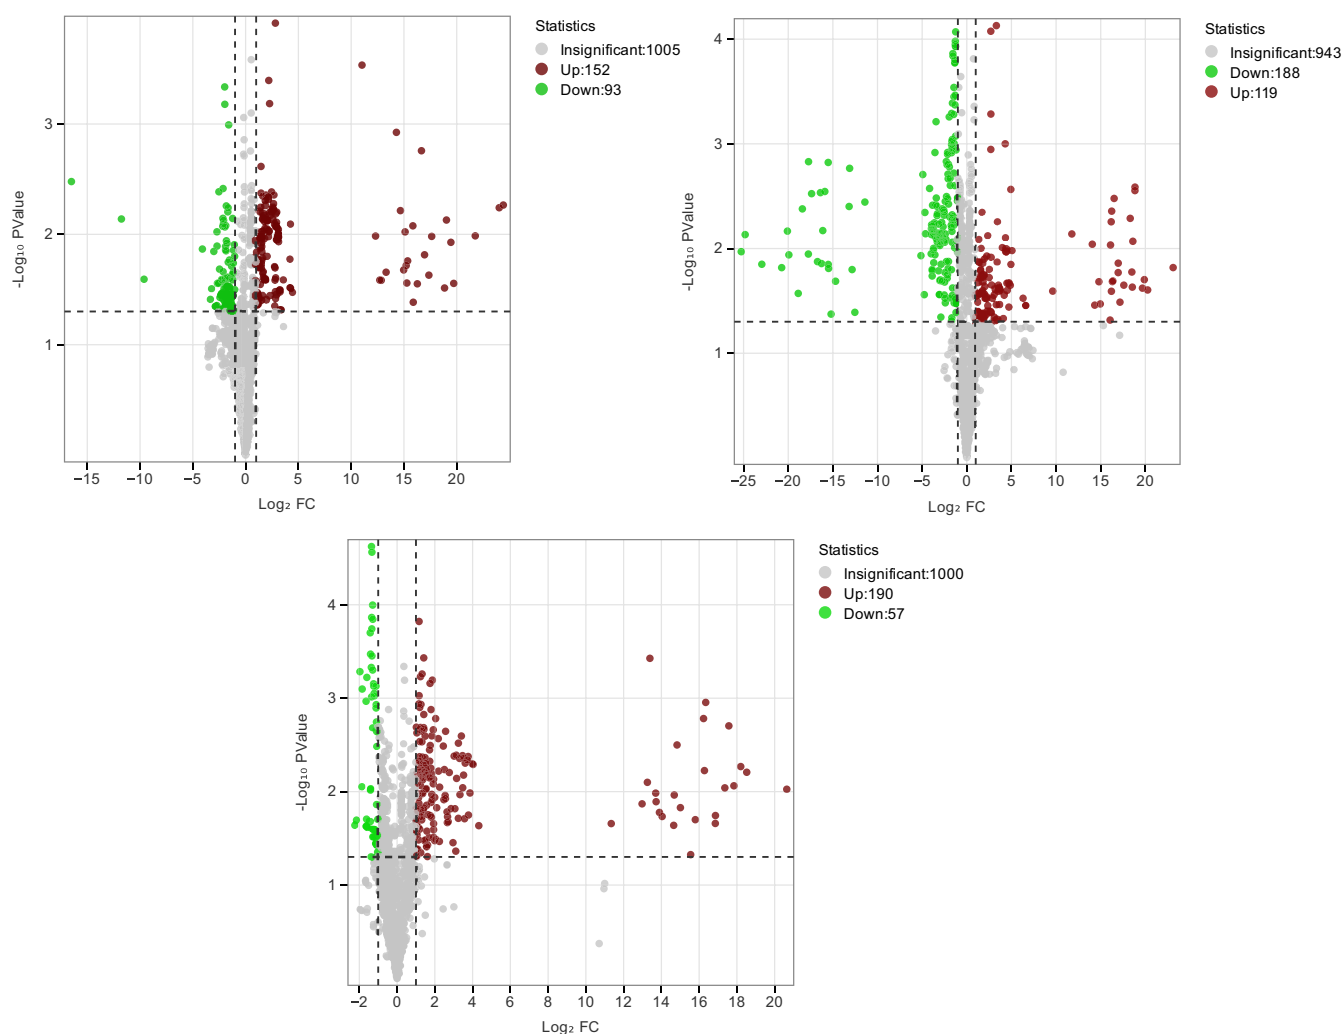 Statistics
Insignificant:1005
Up:152
Down:93
3
2
1
-Log₁₀ PValue
−15
−10
−5
0
5
10
15
20
Log₂ FC
Statistics
Insignificant:943
Down:188
Up:119
4
3
2
1
-Log₁₀ PValue
−25
−20
−15
−10
−5
0
5
10
15
20
Log₂ FC
Statistics
Insignificant:1000
Up:190
Down:57
4
3
2
1
-Log₁₀ PValue
−2
0
2
4
6
8
10
12
14
16
18
20
Log₂ FC